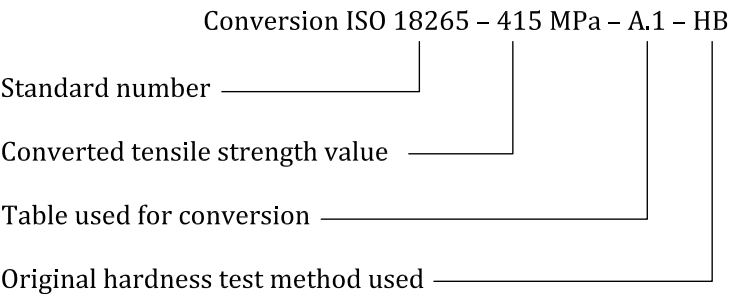 Conversion ISO 18265 – 415 MPa – A.1 – HB
Standard number
Converted tensile strength value
Table used for conversion
Original hardness test method used